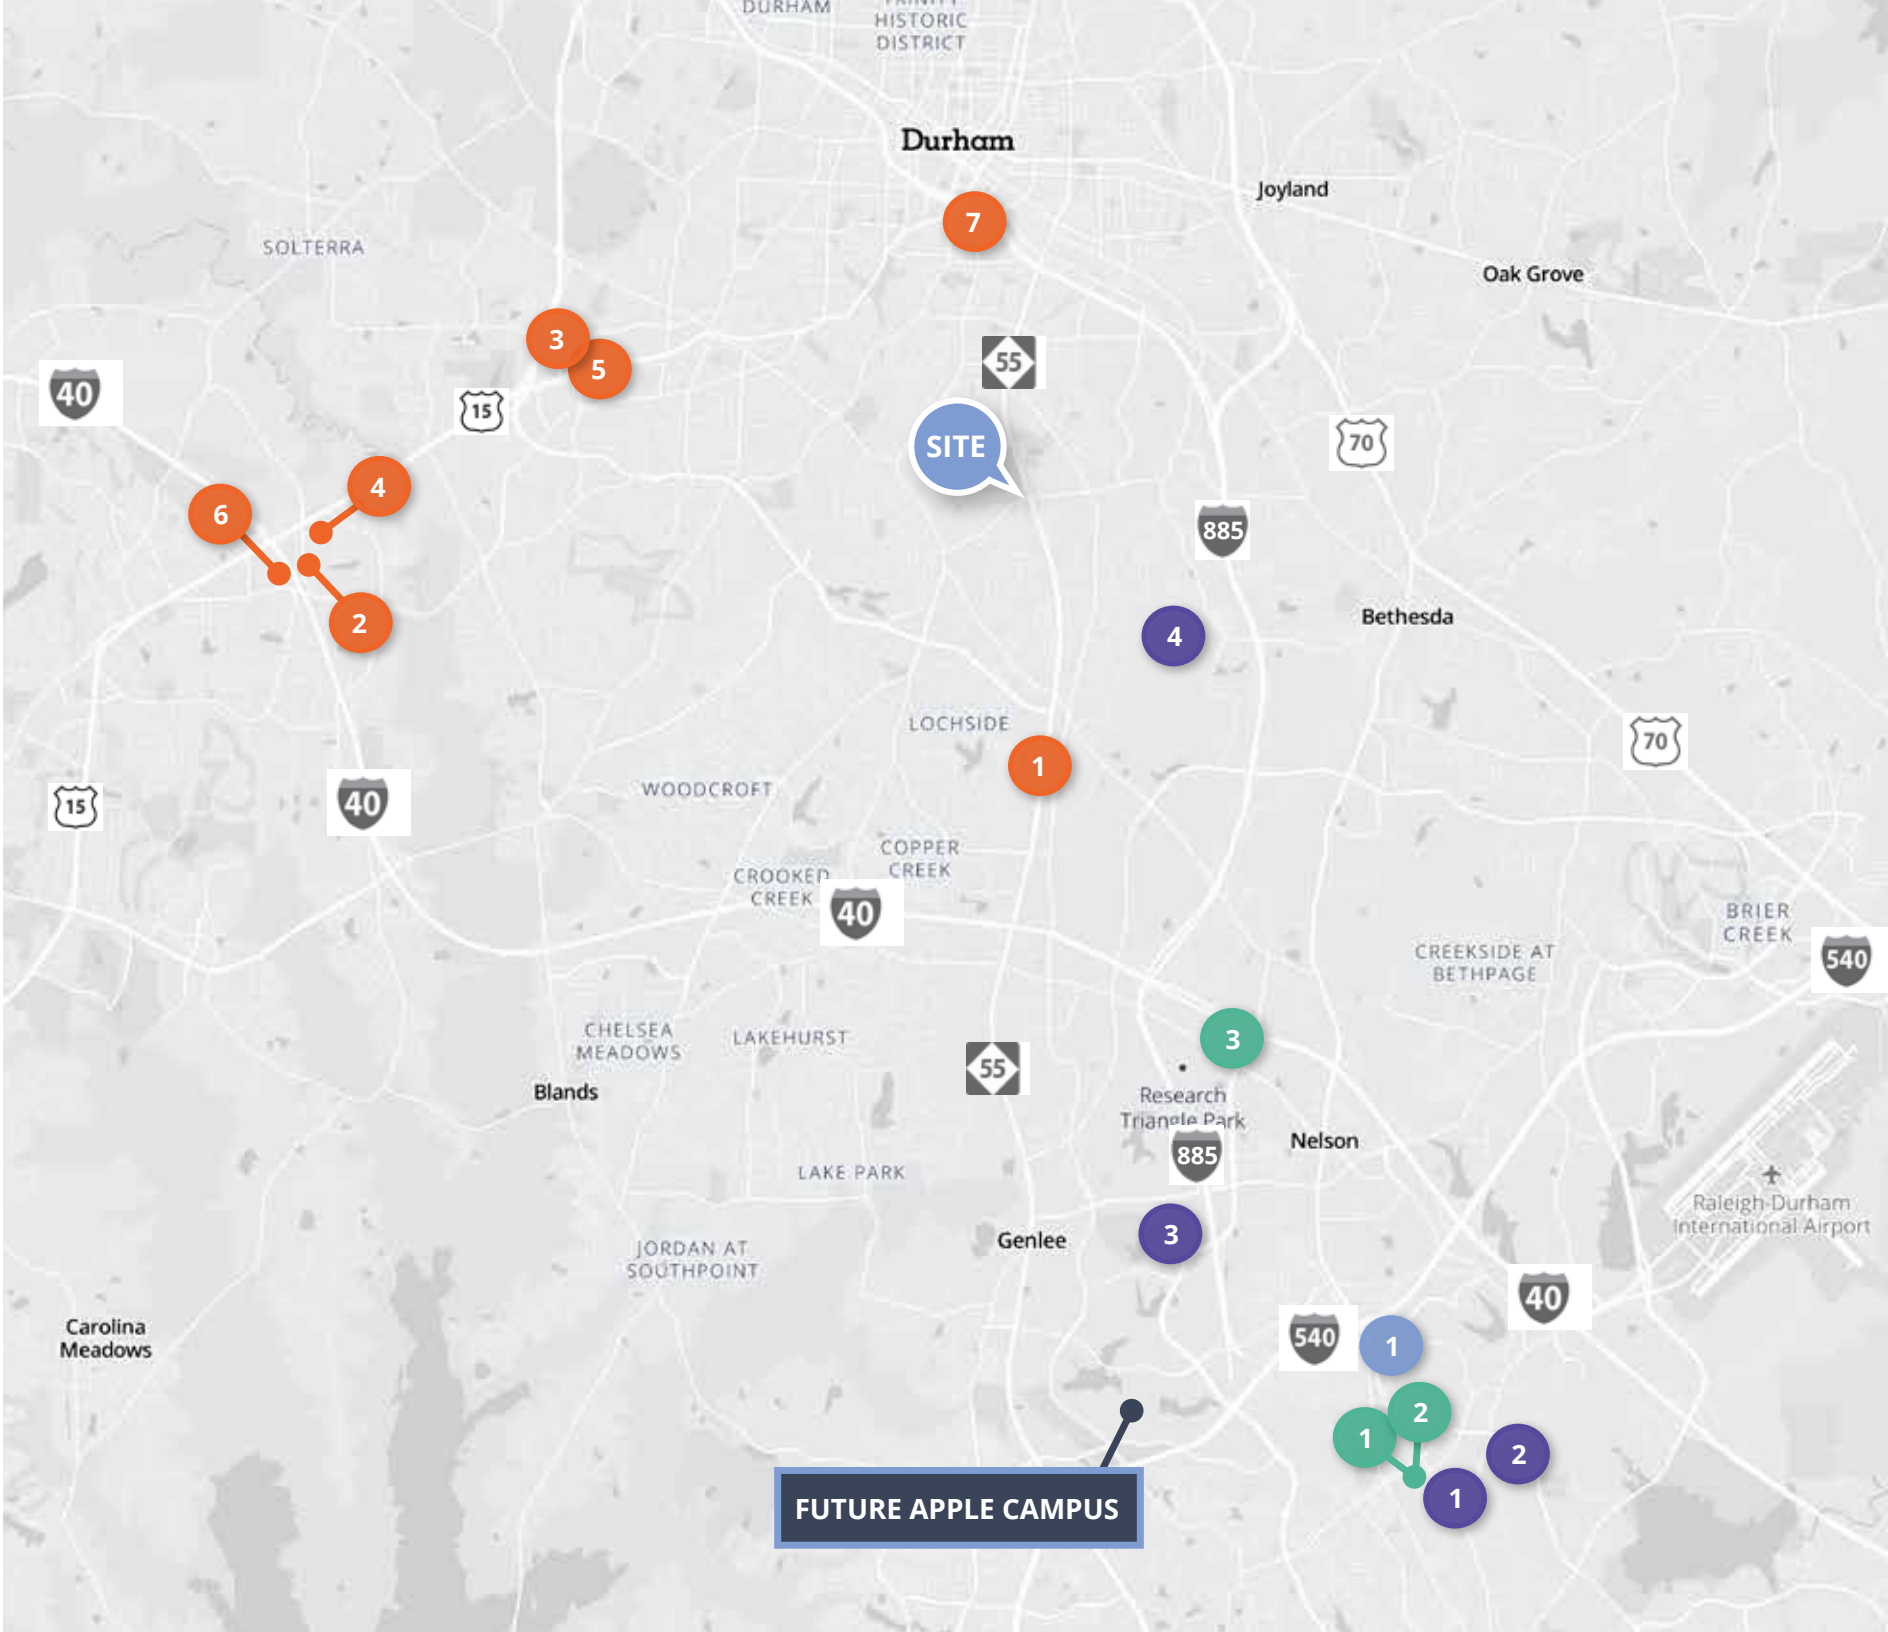 DURHAM
TRINITY
HISTORIC
DISTRICT
Durham
Joyland
7
SOLTERRA
Oak Grove
3
5
55
40
15
SITE
70
4
6
885
2
4
Bethesda
LOCHSIDE
1
70
WOODCROFT
15
40
COPPER
CREEK
CROOKED
CREEK
40
BRIER
CREEK
CREEKSIDE AT
BETHPAGE
540
CHELSEA
MEADOWS
LAKEHURST
3
55
Blands
Research
Triangle Park
Nelson
885
LAKE PARK
Raleigh-Durham
International Airport
3
Genlee
JORDAN AT
SOUTHPOINT
40
Carolina
Meadows
540
1
2
1
2
1
FUTURE APPLE CAMPUS